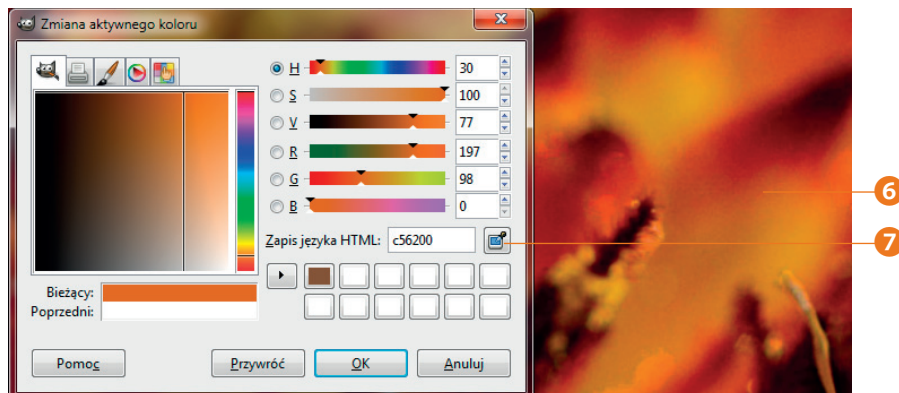 Zmiana aktywnego koloru
H 30
S 100
V 77
R 197
G 98
B 0
Zapis języka HTML: c56200
Bieżący:
Poprzedni:
Pomoc Przywróć OK Anuluj
6
7